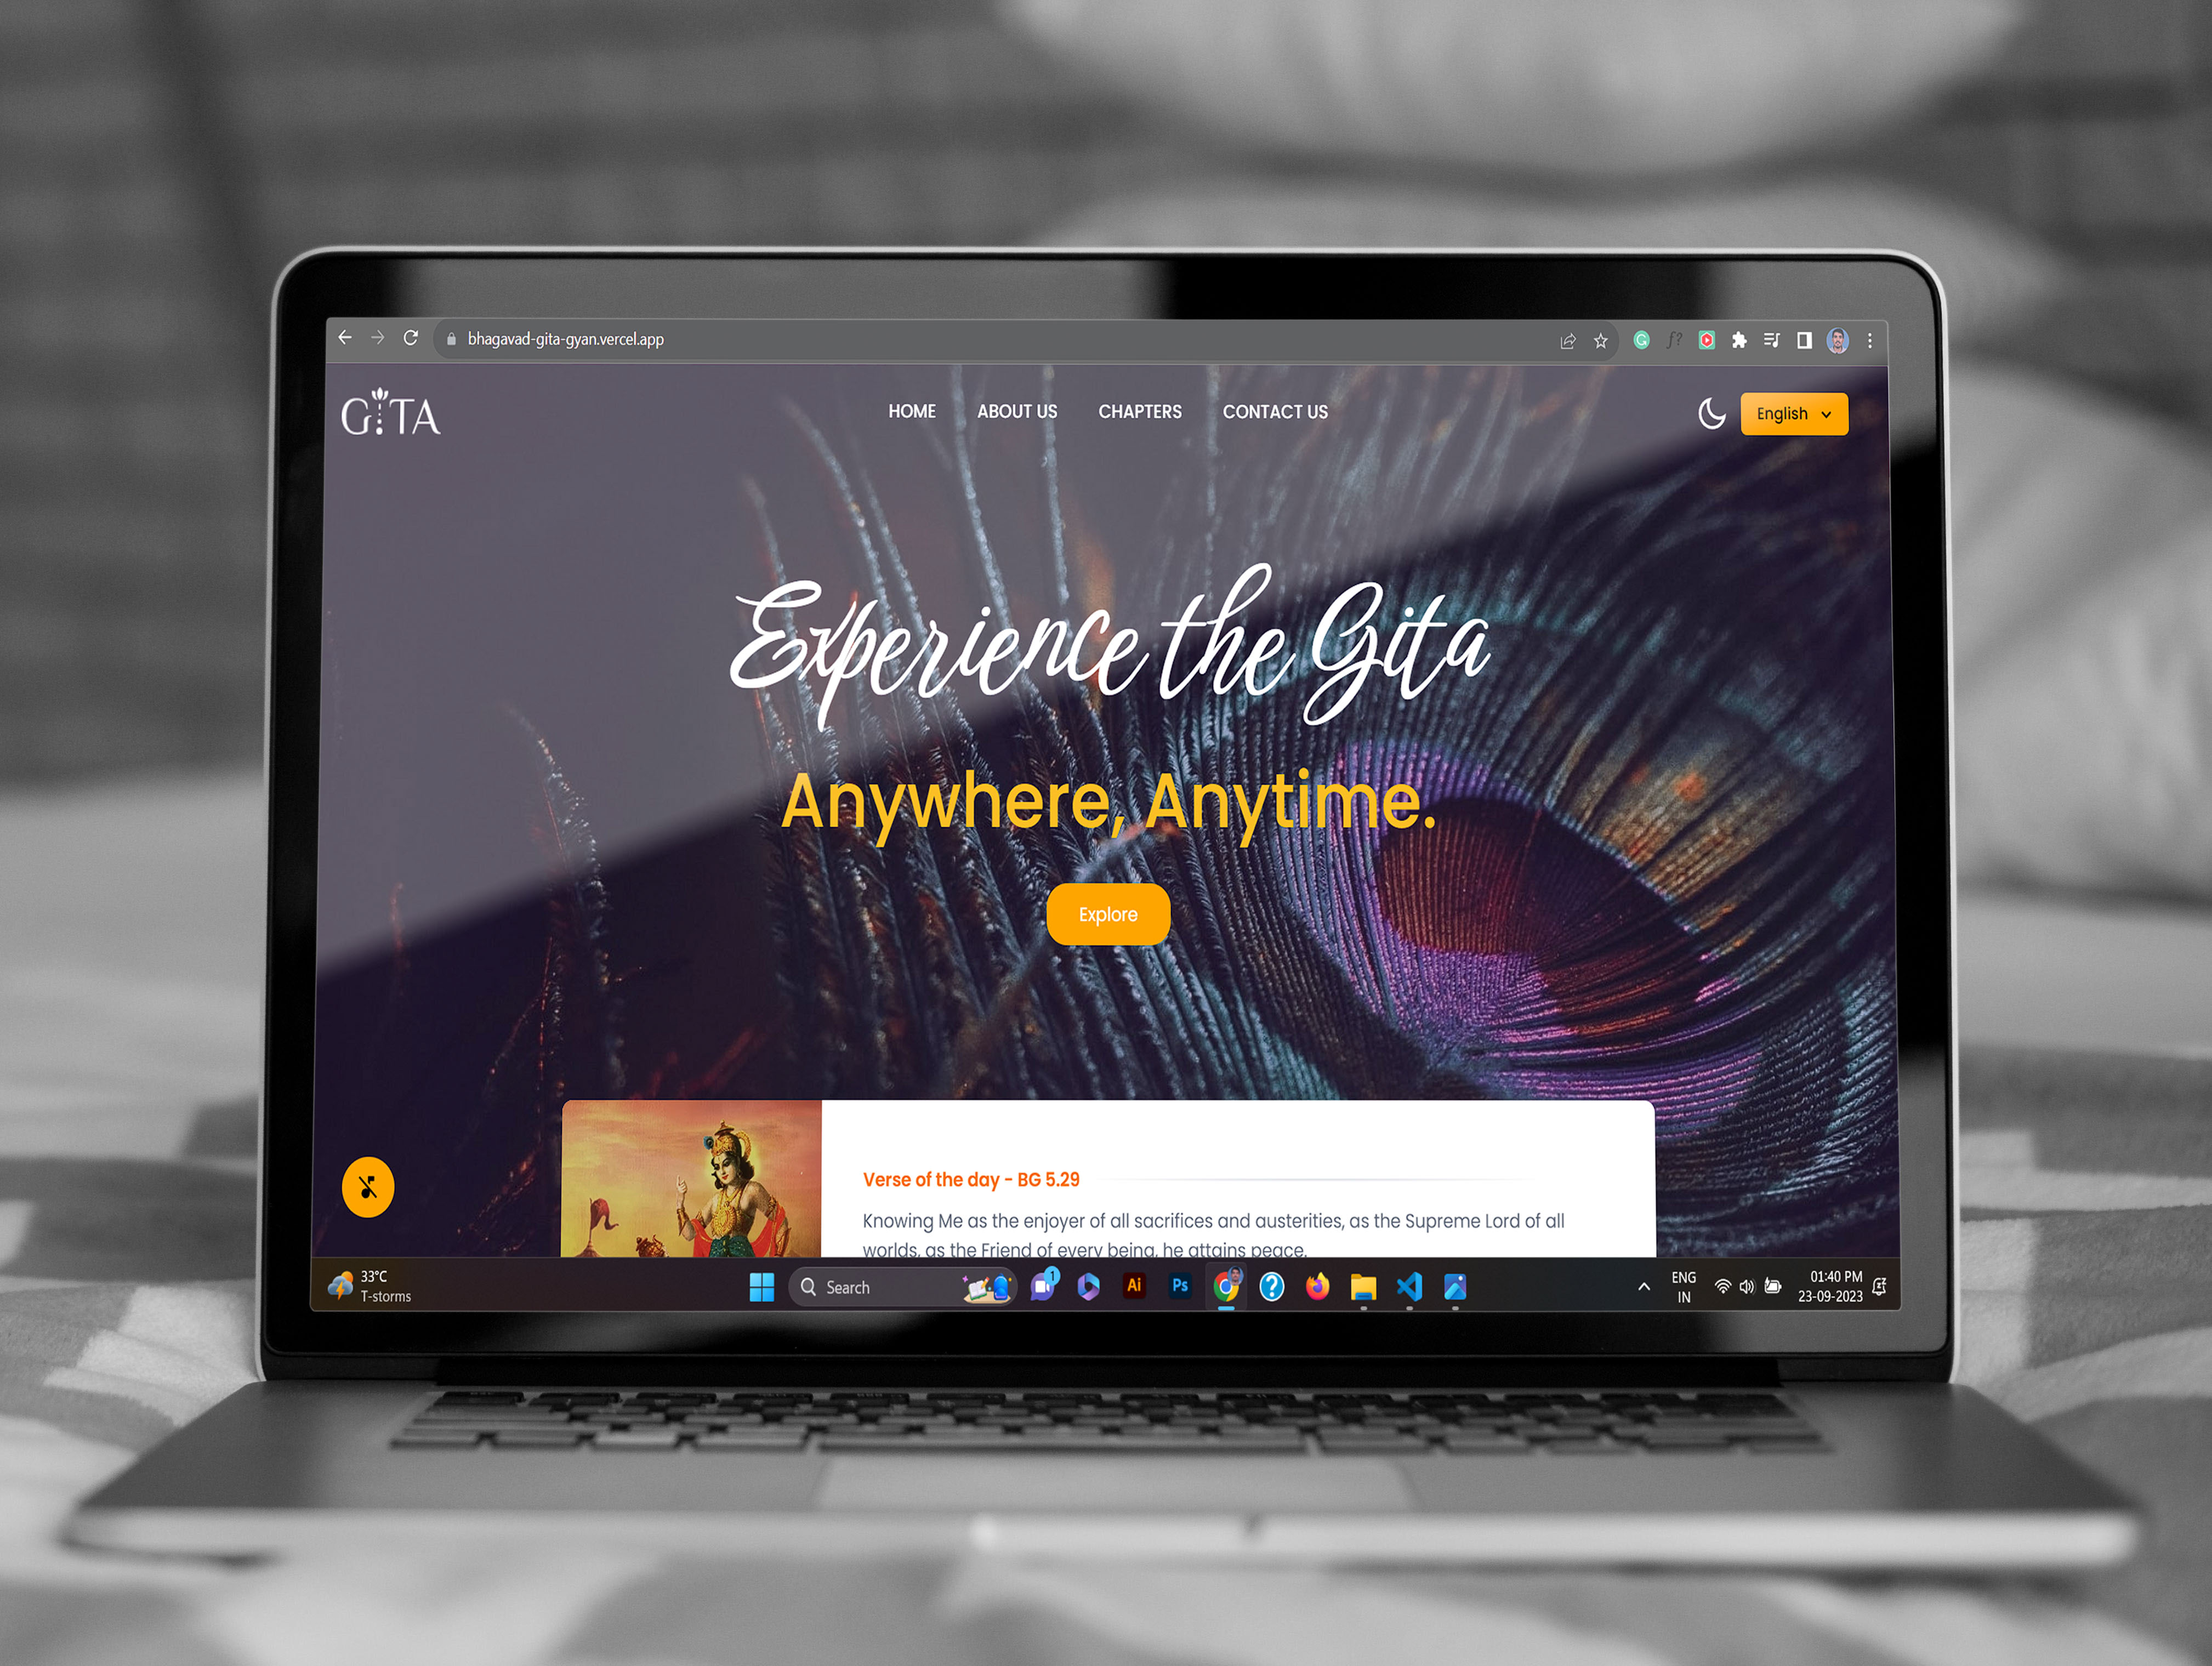 bhagavad-gita-gyan.vercel.app
GITA
HOME ABOUT US CHAPTERS CONTACT US
English
Experience the Gita
Anywhere, Anytime.
Explore
Verse of the day - BG 5.29
Knowing Me as the enjoyer of all sacrifices and austerities, as the Supreme Lord of all
worlds, as the Friend of every being, he attains peace.
33°C
T-storms
Search
1
Ai
Ps
ENG
IN
01:40 PM
23-09-2023